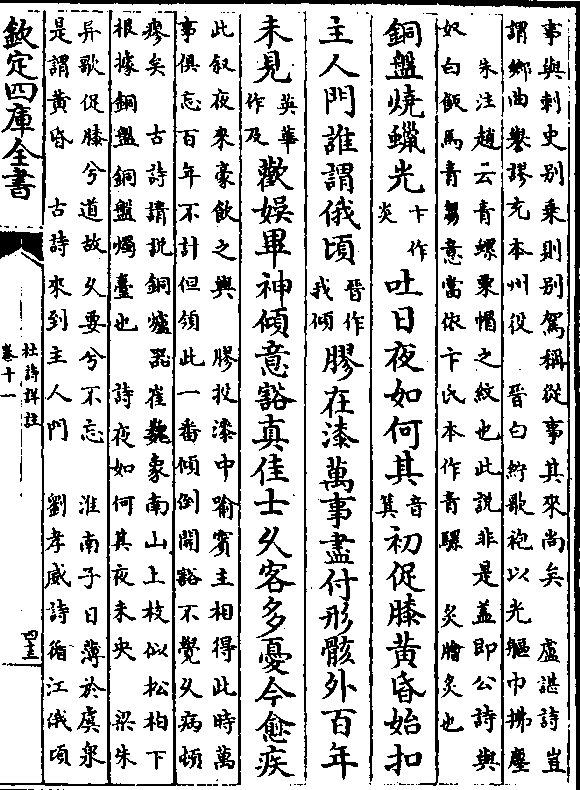 事與刺史别乘則别駕稱從事其來尚矣　盧諶詩豈
謂鄉曲譽謬充本州役　晉白紵歌袍以光軀巾拂塵
朱注趙云青螺粟帽之紋也此說非是蓋即公詩與
奴白飯馬青芻意當依卞氏本作青騾　炙膾炙也
銅盤燒蠟光卞作炎吐日夜如何其音箕初促膝黄昏始扣
主人門誰謂俄頃晉作我傾膠在漆萬事盡付形骸外百年
未見英華作及歡娛畢神傾意豁真佳士久客多憂今愈疾
此叙夜來豪飲之興　膠投漆中喻賓主相得此時萬
事俱忘百年不計但領此一番傾倒開豁不覺久病頓
瘳矣　古詩請說銅爐器崔巍象南山上枝似松柏下
根據銅盤銅盤燭臺也　詩夜如何其夜未央　梁朱
异歌促膝兮道故久要兮不忘　淮南子日薄於虞泉
是謂黄昏　古詩來到主人門　劉孝威詩循江俄頃
欽定四庫全書
杜詩詳註
卷十一